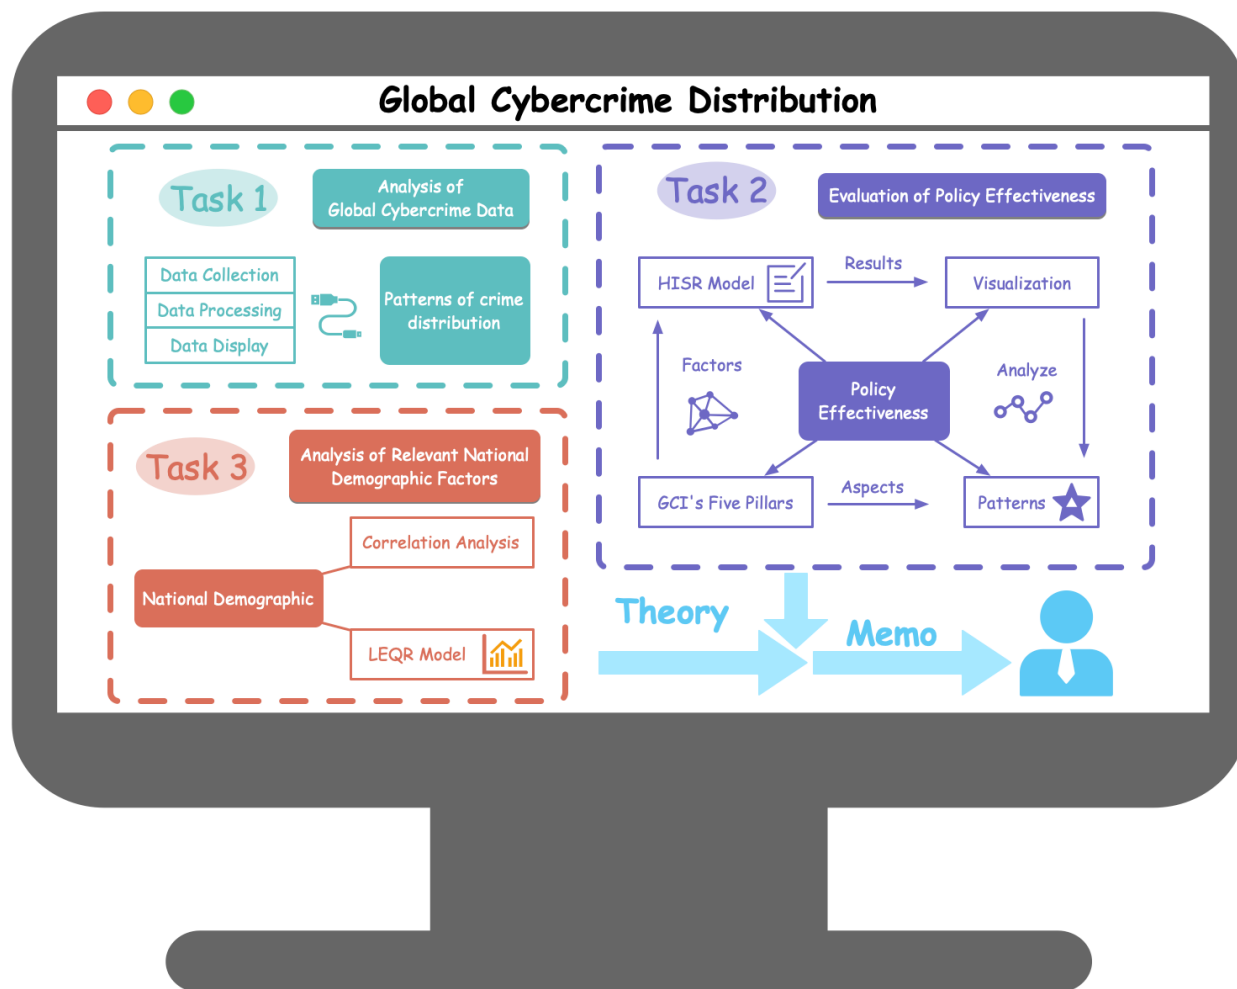 Global Cybercrime Distribution
Task 1
Analysis of
Global Cybercrime Data
Data Collection
Data Processing
Data Display
Patterns of crime
distribution
Task 2
Evaluation of Policy Effectiveness
HISR Model
Results
Visualization
Factors
Policy
Effectiveness
Analyze
GCI's Five Pillars
Aspects
Patterns
Task 3
Analysis of Relevant National
Demographic Factors
Correlation Analysis
National Demographic
LEQR Model
Theory
Memo